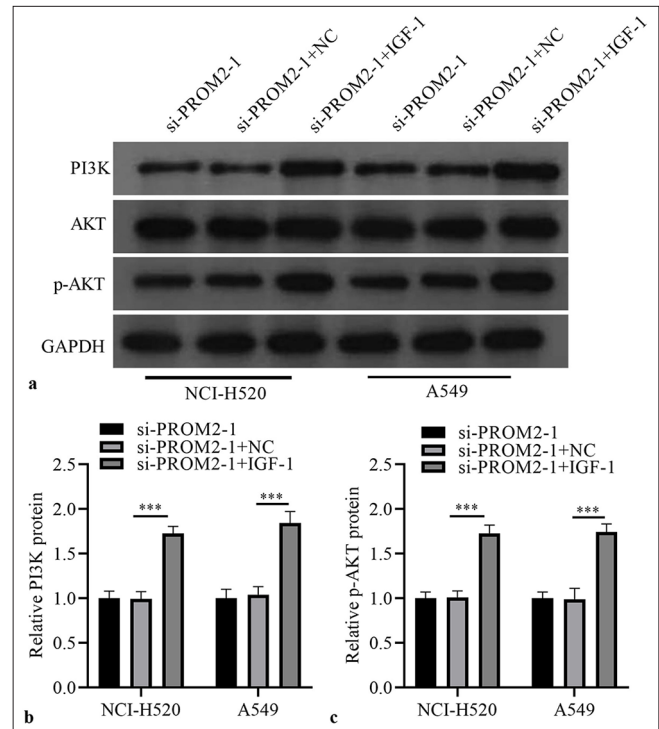 si-PROM2-1
si-PROM2-1+NC
si-PROM2-1+IGF-1
si-PROM2-1
si-PROM2-1+NC
si-PROM2-1+IGF-1
PI3K
AKT
p-AKT
GAPDH
NCI-H520
A549
a
si-PROM2-1
si-PROM2-1+NC
si-PROM2-1+IGF-1
Relative PI3K protein
2.5
2.0
1.5
1.0
0.5
0.0
***
***
NCI-H520
A549
b
si-PROM2-1
si-PROM2-1+NC
si-PROM2-1+IGF-1
Relative p-AKT protein
2.5
2.0
1.5
1.0
0.5
0.0
***
***
NCI-H520
A549
c